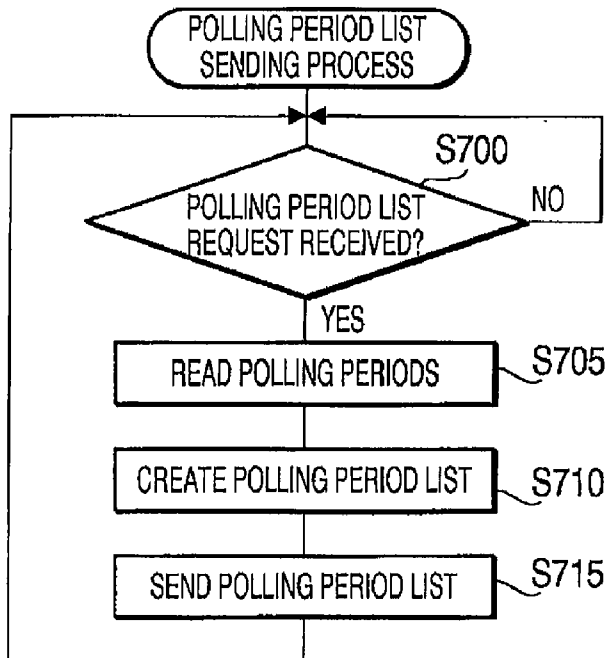 POLLING PERIOD LIST
SENDING PROCESS
S700
POLLING PERIOD LIST
REQUEST RECEIVED?
NO
YES
READ POLLING PERIODS
S705
CREATE POLLING PERIOD LIST
S710
SEND POLLING PERIOD LIST
S715